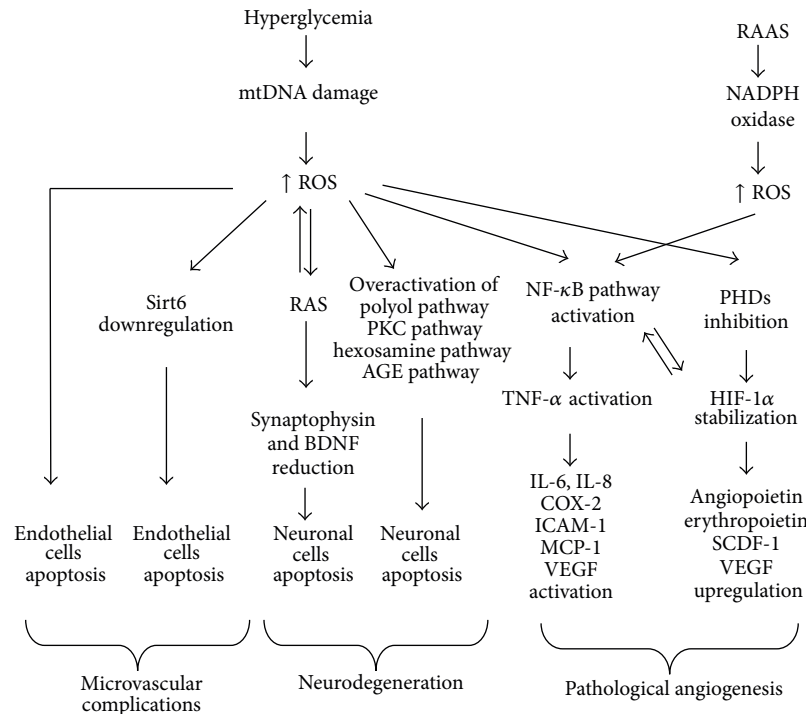 Hyperglycemia
mtDNA damage
↑ ROS
RAAS
NADPH
oxidase
↑ ROS
Sirt6
downregulation
RAS
Overactivation of
polyol pathway
PKC pathway
hexosamine pathway
AGE pathway
NF-κB pathway
activation
PHDs
inhibition
Synaptophysin
and BDNF
reduction
TNF-α activation
HIF-1α
stabilization
Endothelial
cells
apoptosis
Endothelial
cells
apoptosis
Neuronal
cells
apoptosis
Neuronal
cells
apoptosis
IL-6, IL-8
COX-2
ICAM-1
MCP-1
VEGF
activation
Angiopoietin
erythropoietin
SCDF-1
VEGF
upregulation
Microvascular
complications
Neurodegeneration
Pathological angiogenesis